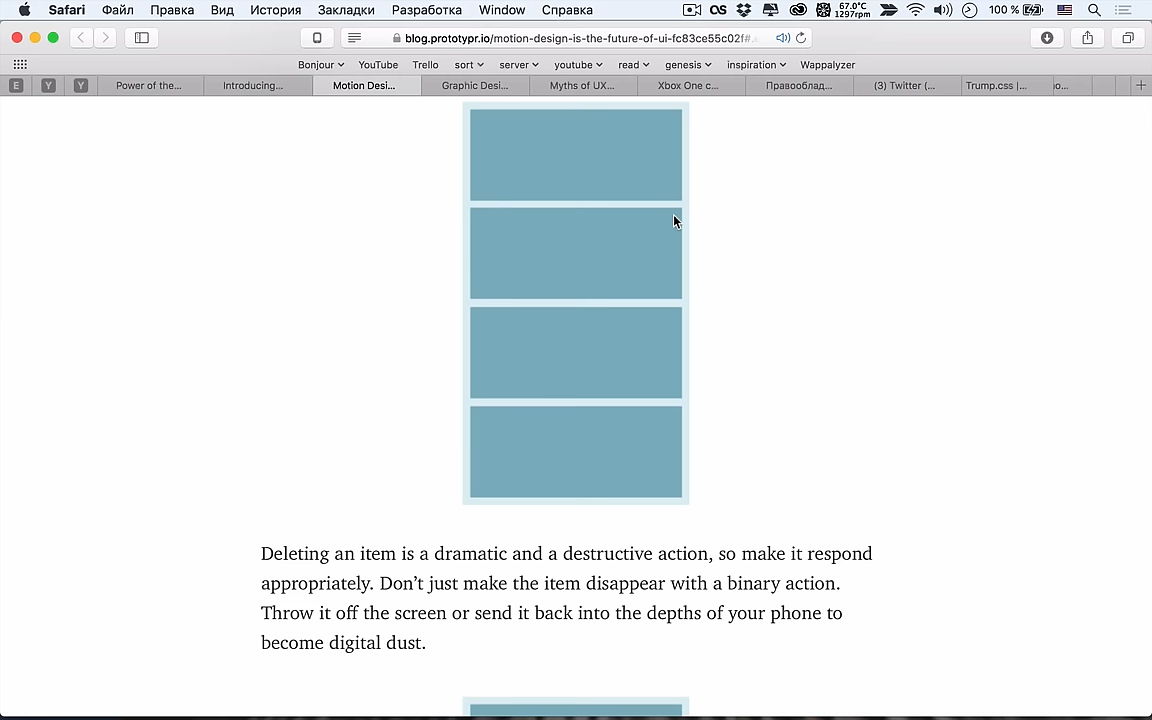 Safari Файл Правка Вид История Закладки Разработка Window Справка 67.0°C 1297rpm 100 %
blog.prototypr.io/motion-design-is-the-future-of-ui-fc83ce55c02f#.
Bonjour YouTube Trello sort server youtube read genesis inspiration Wappalyzer
E Y Y Power of the... Introducing... Motion Desi... Graphic Desi... Myths of UX... Xbox One c... Правооблад... (3) Twitter (... Trump.css |... ю...
Deleting an item is a dramatic and a destructive action, so make it respond
appropriately. Don’t just make the item disappear with a binary action.
Throw it off the screen or send it back into the depths of your phone to
become digital dust.